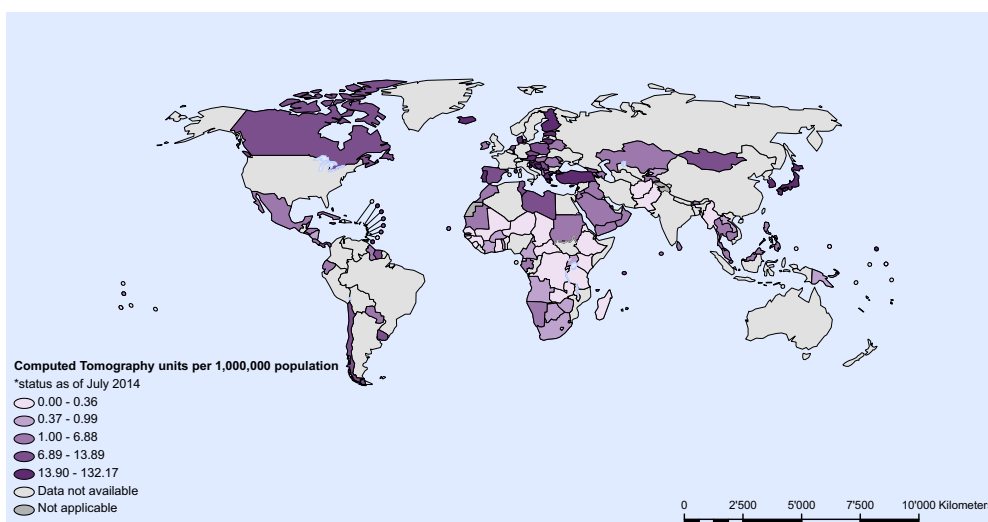 Computed Tomography units per 1,000,000 population
*status as of July 2014
0.00 - 0.36
0.37 - 0.99
1.00 - 6.88
6.89 - 13.89
13.90 - 132.17
Data not available
Not applicable
0 2'500 5'000 7'500 10'000 Kilometer